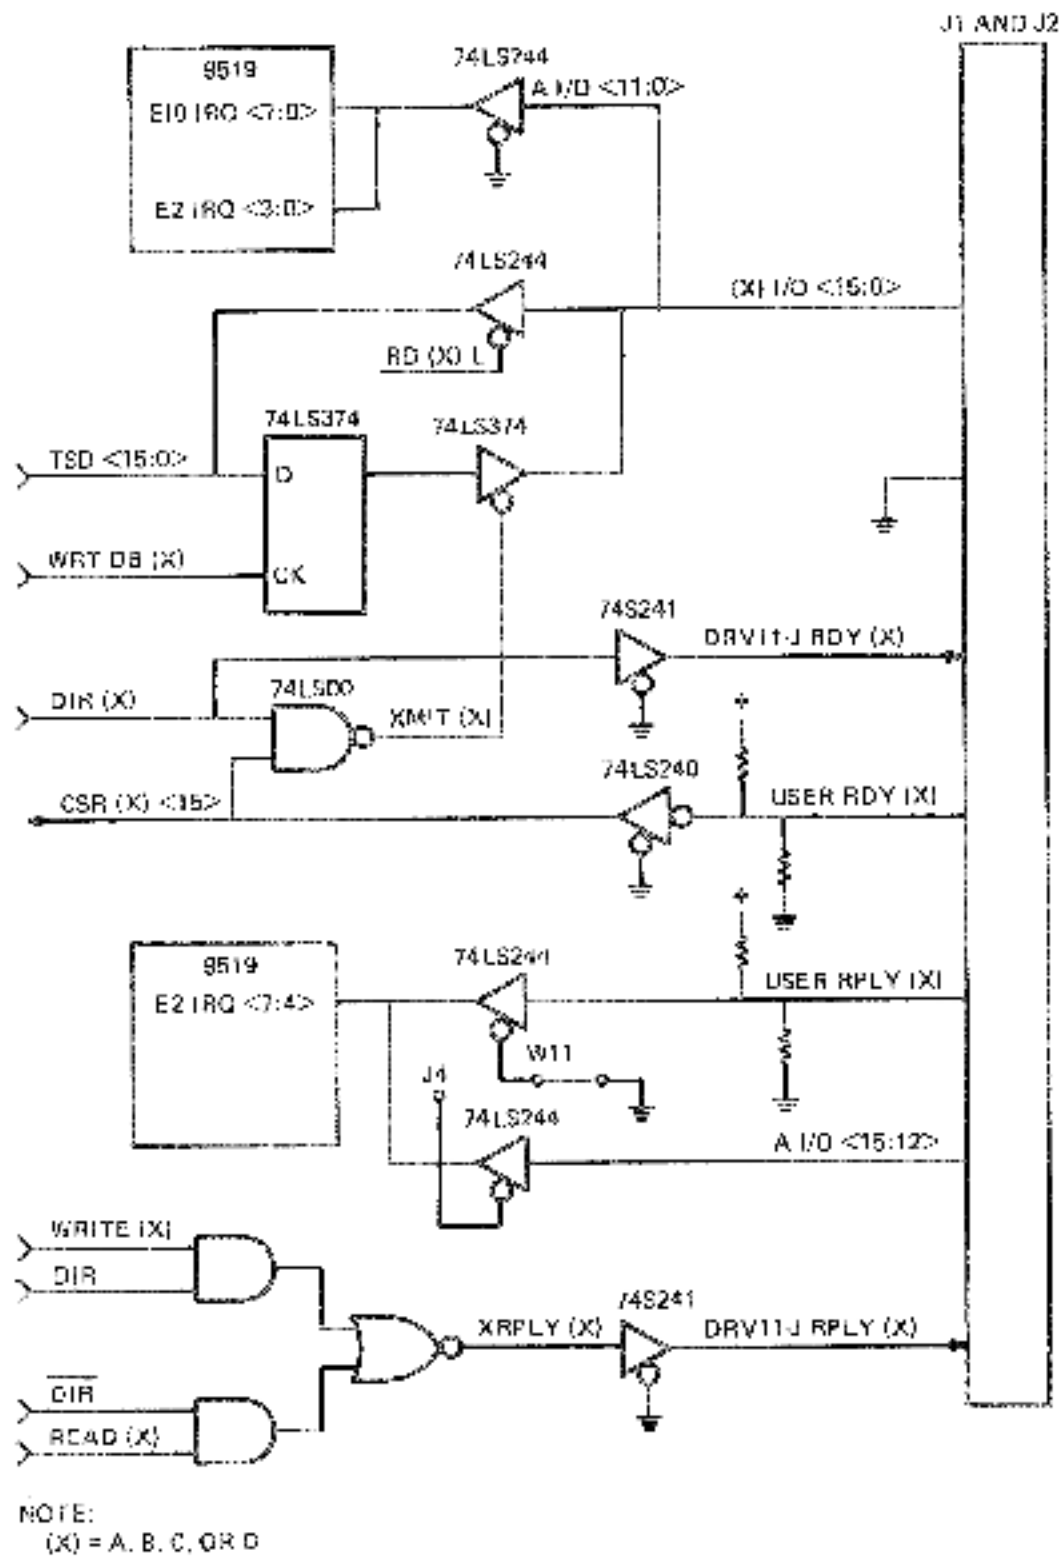 J1 AND J2
74LS244
9519
A I/O <11:0>
E10 IRQ <7:0>
E2 IRQ <3:0>
74LS244
(X) I/O <15:0>
RD (X) L
74LS374
74LS374
TSD <15:0>
D
WRT DB (X)
CK
74S241
DRV11-J RDY (X)
74LS00
DIR (X)
XMIT (X)
74LS240
CSR (X) <15>
USER RDY (X)
9519
74LS244
E2 IRQ <7:4>
USER RPLY (X)
W11
J4
74LS244
A I/O <15:12>
WRITE (X)
DIR
74S241
XRPLY (X)
DRV11-J RPLY (X)
DIR
READ (X)
NOTE:
(X) = A, B, C, OR D